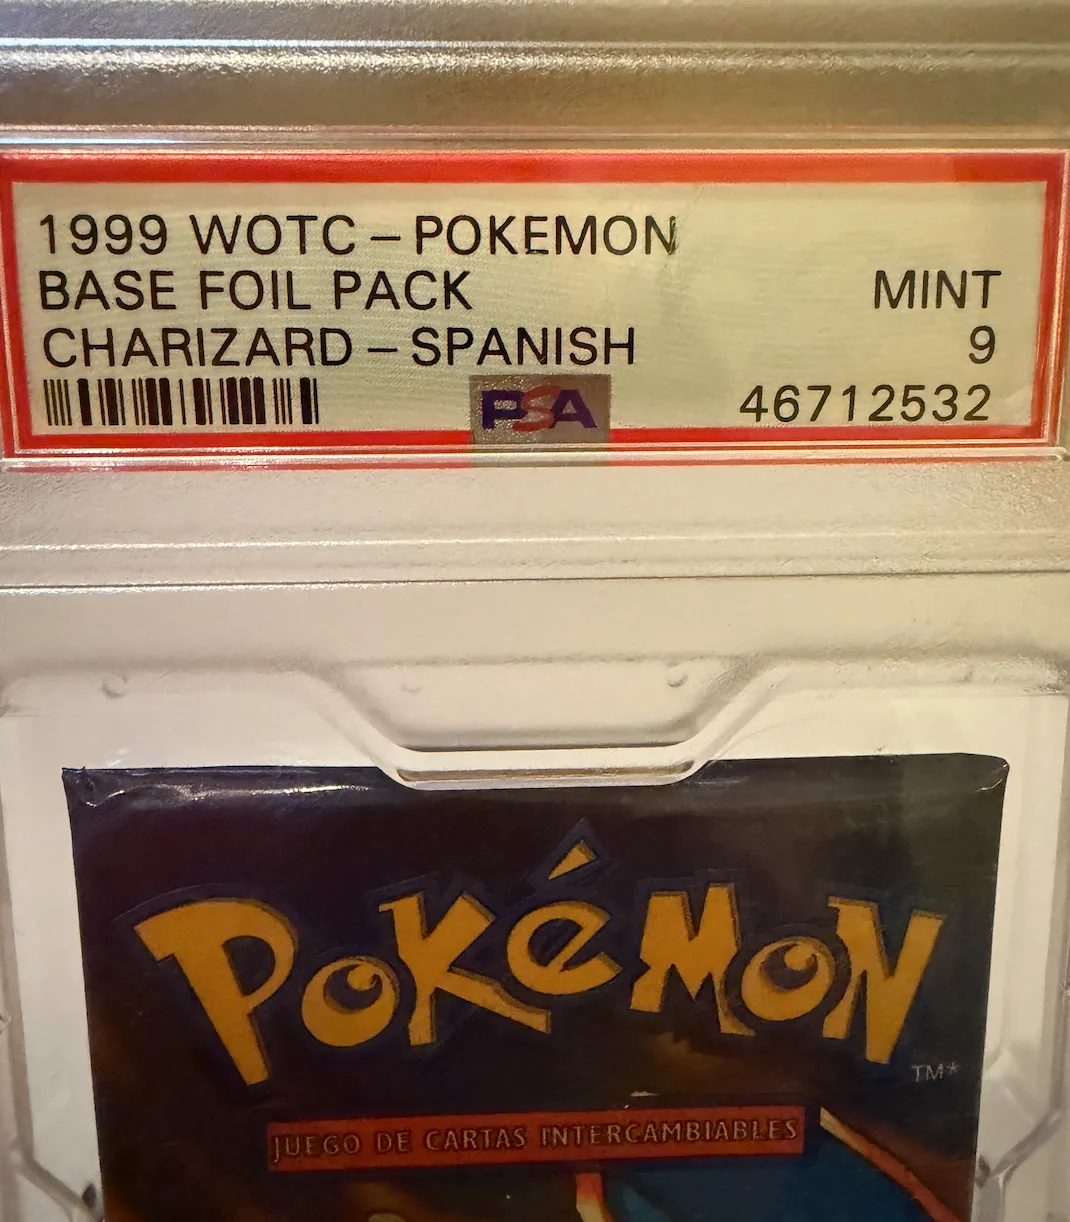 1999 WOTC – POKEMON
BASE FOIL PACK MINT
CHARIZARD – SPANISH 9
PSA 46712532
POKéMON
TM*
JUEGO DE CARTAS INTERCAMBIABLES